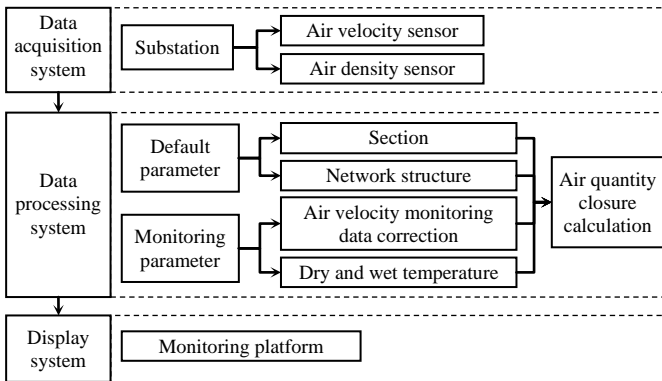 Data
acquisition
system
Substation
Air velocity sensor
Air density sensor
Data
processing
system
Default
parameter
Section
Network structure
Monitoring
parameter
Air velocity monitoring
data correction
Dry and wet temperature
Air quantity
closure
calculation
Display
system
Monitoring platform